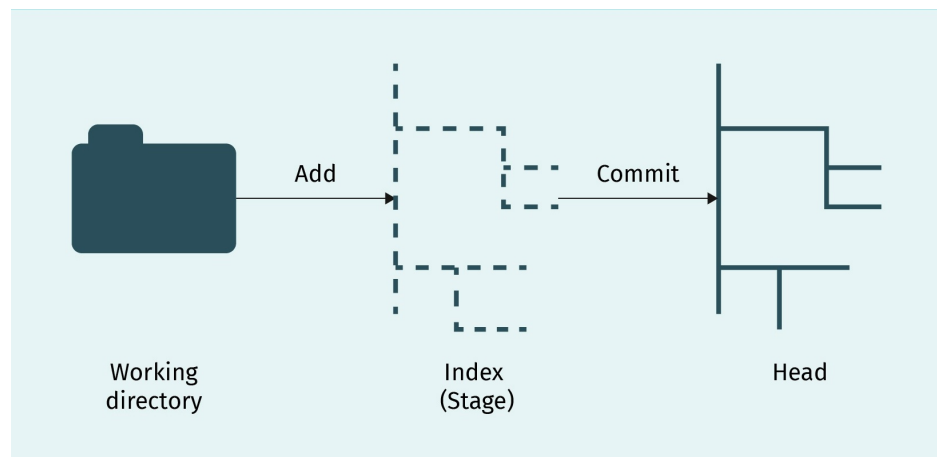 Add
Commit
Working
directory
Index
(Stage)
Head